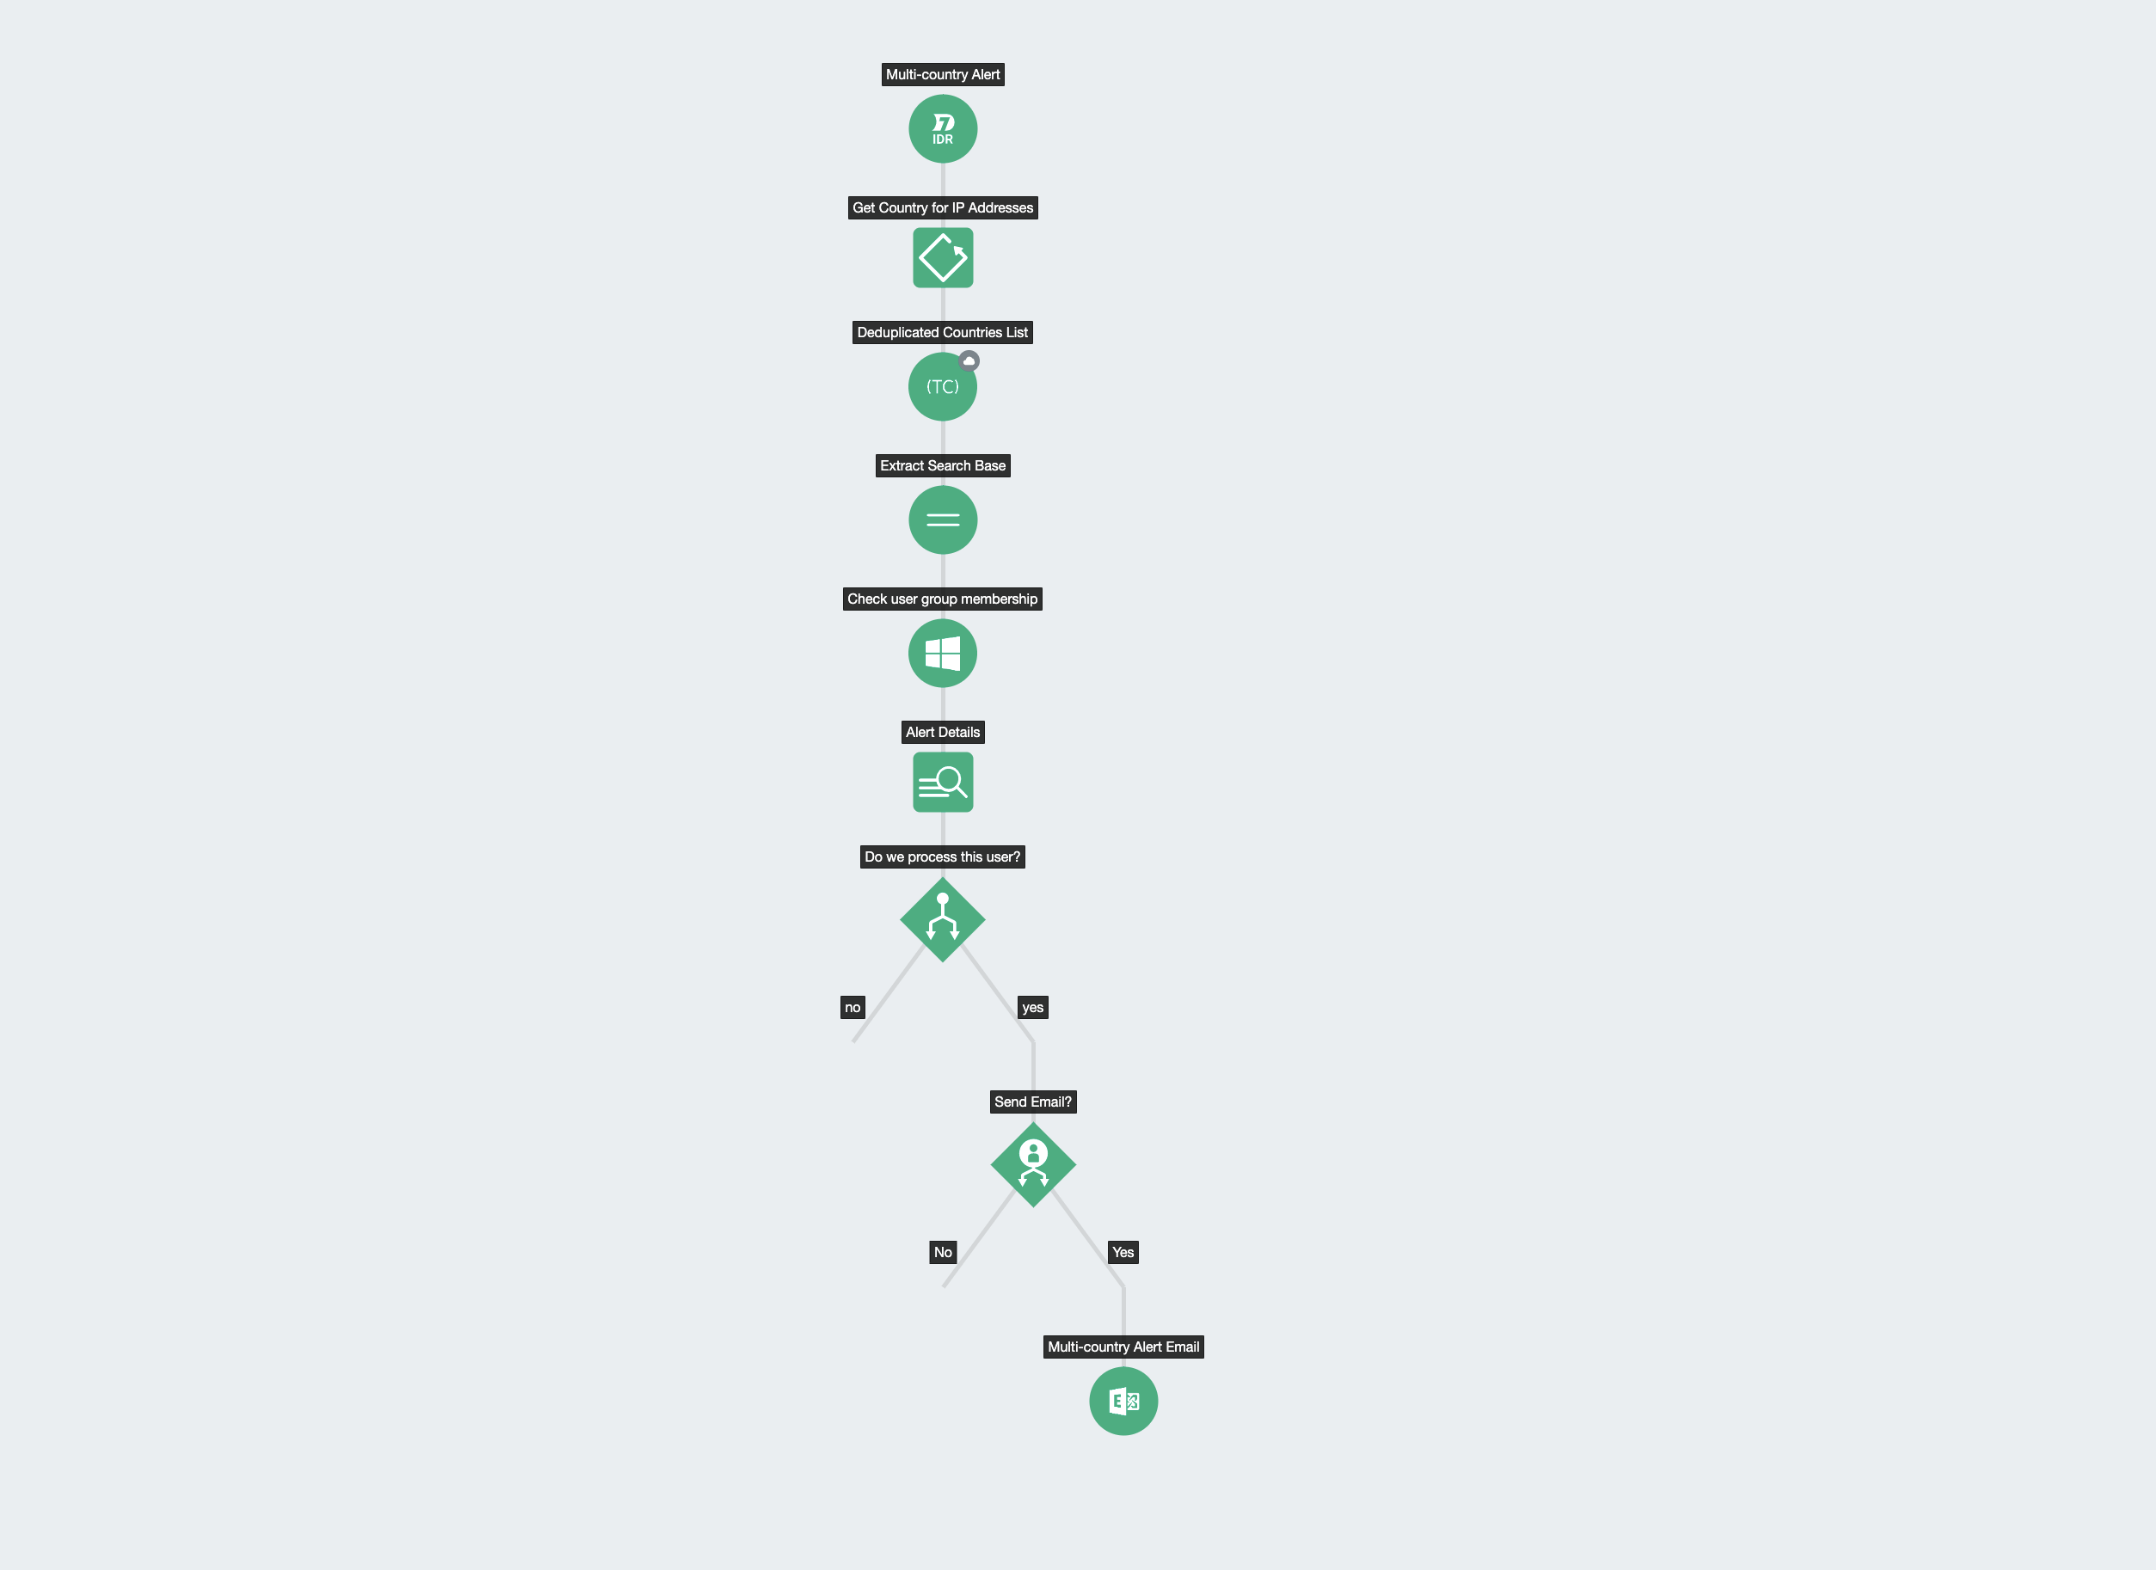 Multi-country Alert
IDR
Get Country for IP Addresses
Deduplicated Countries List
(TC)
Extract Search Base
Check user group membership
Alert Details
Do we process this user?
no
yes
Send Email?
No
Yes
Multi-country Alert Email
E